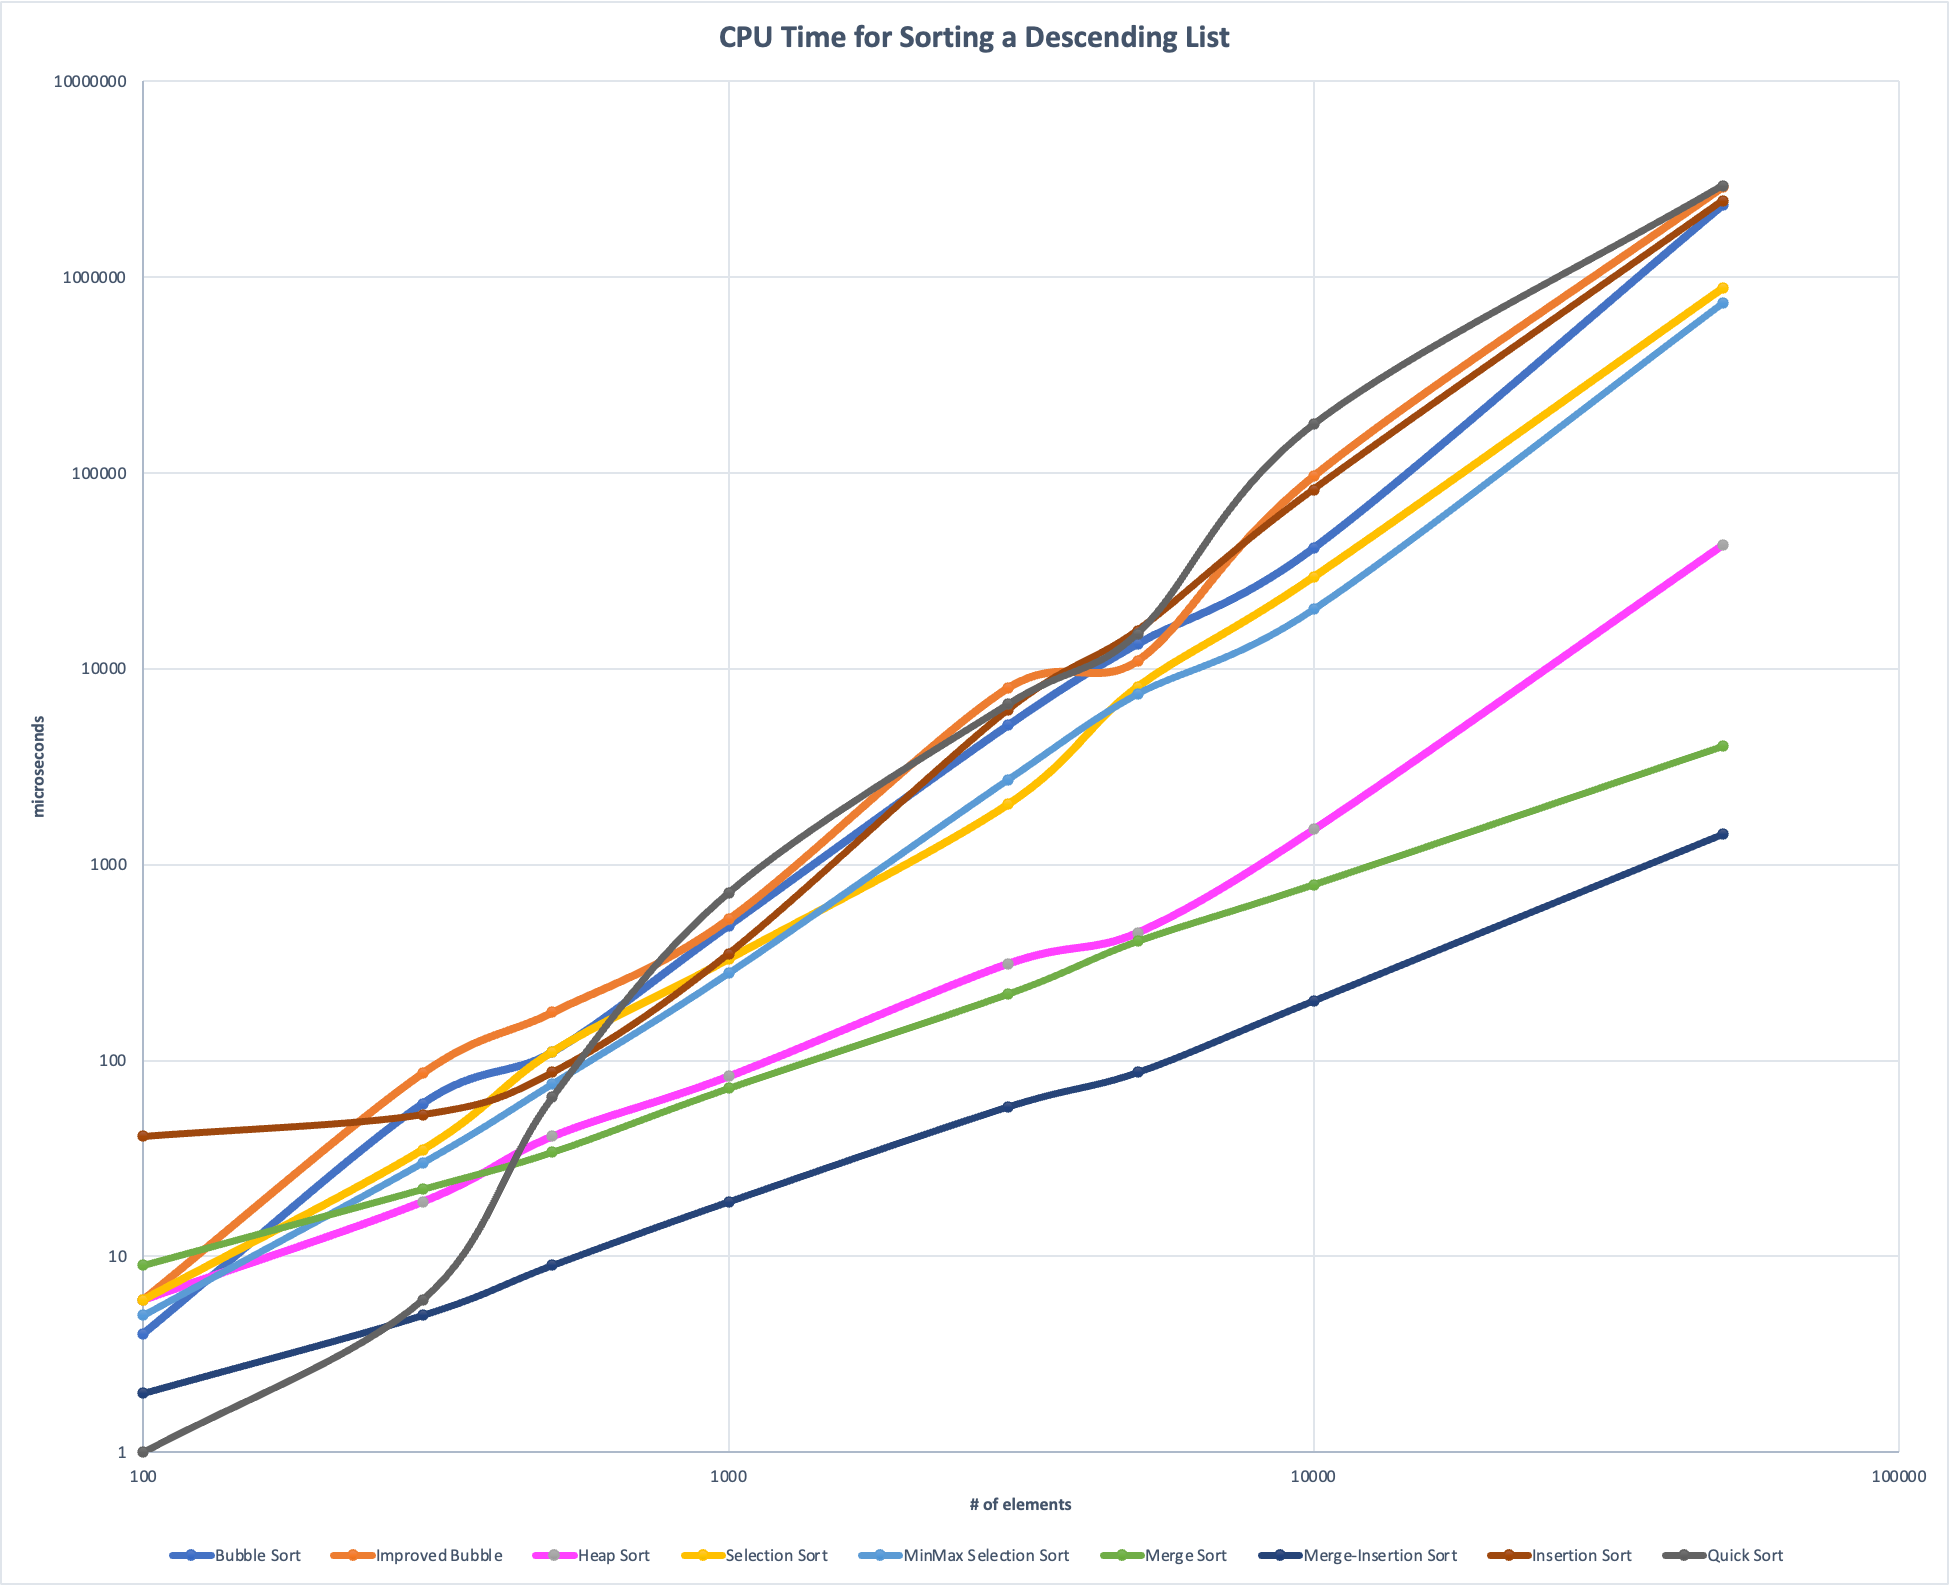 CPU Time for Sorting a Descending List
10000000
1000000
100000
10000
1000
100
10
1
microseconds
100 1000 10000 100000
# of elements
Bubble Sort Improved Bubble Heap Sort Selection Sort MinMax Selection Sort Merge Sort Merge-Insertion Sort Insertion Sort Quick Sort